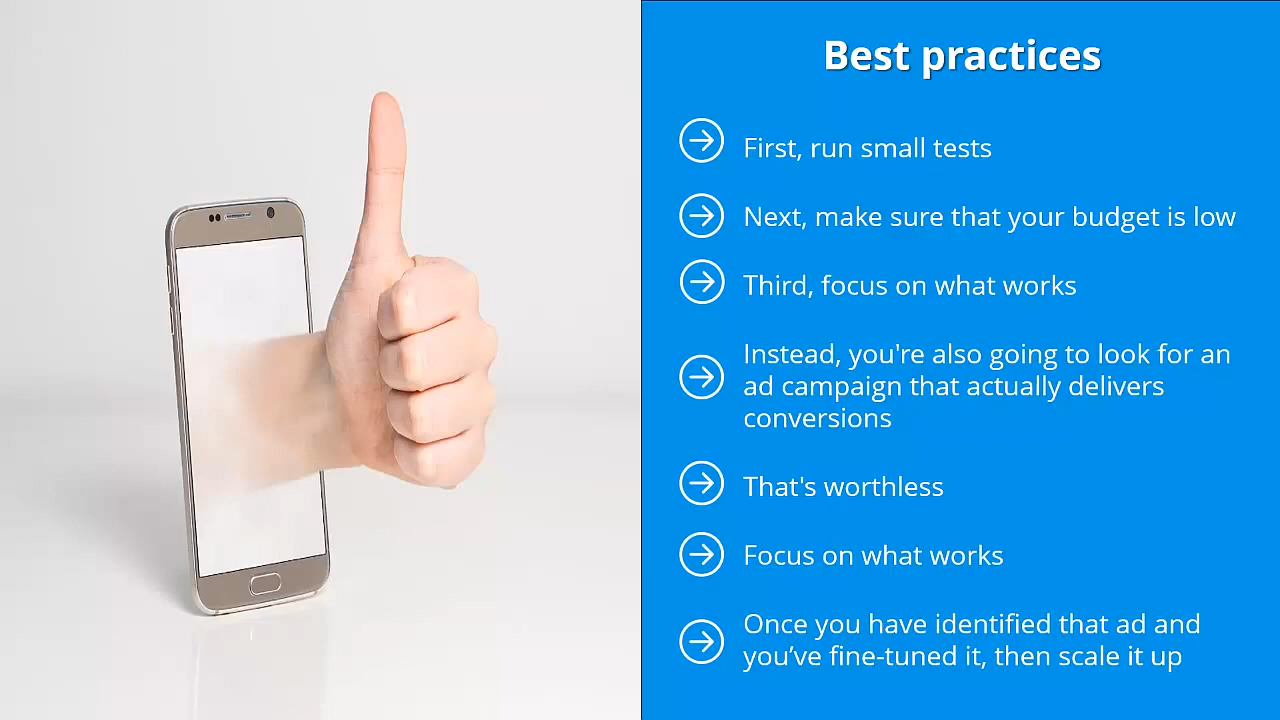 Best practices
First, run small tests
Next, make sure that your budget is low
Third, focus on what works
Instead, you're also going to look for an
ad campaign that actually delivers
conversions
That's worthless
Focus on what works
Once you have identified that ad and
you’ve fine-tuned it, then scale it up